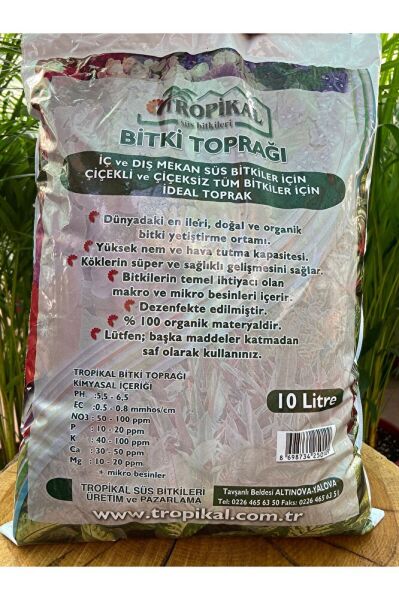 TROPİKAL
süs bitkileri
BİTKİ TOPRAĞI
İÇ ve DIŞ MEKAN SÜS BİTKİLER İÇİN
ÇİÇEKLİ ve ÇİÇEKSİZ TÜM BİTKİLER İÇİN
İDEAL TOPRAK
Dünyadaki en ileri, doğal ve organik
bitki yetiştirme ortamı.
Yüksek nem ve hava tutma kapasitesi.
Köklerin süper ve sağlıklı gelişmesini sağlar.
Bitkilerin temel ihtiyacı olan
makro ve mikro besinleri içerir.
Dezenfekte edilmiştir.
% 100 organik materyaldir.
Lütfen; başka maddeler katmadan
saf olarak kullanınız.
TROPİKAL BİTKİ TOPRAĞI
KİMYASAL İÇERİĞİ
PH :5,5 - 6,5
EC :0.5 - 0.8 mmhos/cm
NO3 :50 - 100 ppm
P : 10 - 20 ppm
K : 40 - 100 ppm
Ca : 30 - 50 ppm
Mg : 10 - 20 ppm
+ mikro besinler
10 Litre
TROPİKAL SÜS BİTKİLERİ
ÜRETİM ve PAZARLAMA
Tavşanlı Beldesi ALTINOVA-YALOVA
Tel: 0226 465 63 50 Faks: 0226 465 63 51
www.tropikal.com.tr